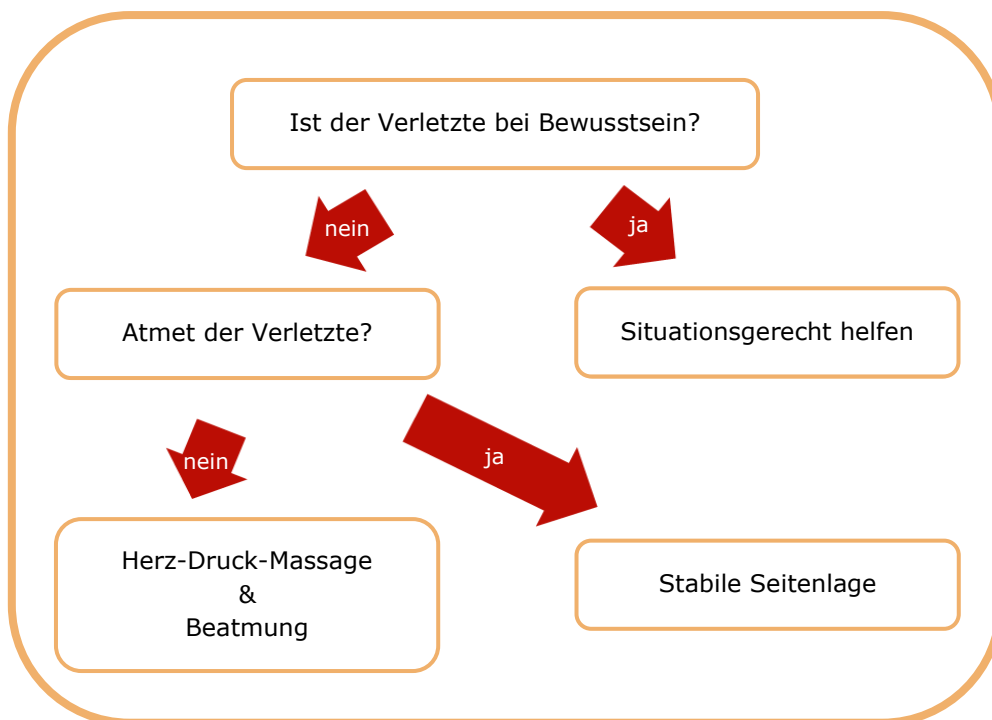 Ist der Verletzte bei Bewusstsein?
nein
ja
Atmet der Verletzte?
Situationsgerecht helfen
nein
ja
Herz-Druck-Massage
&
Beatmung
Stabile Seitenlage